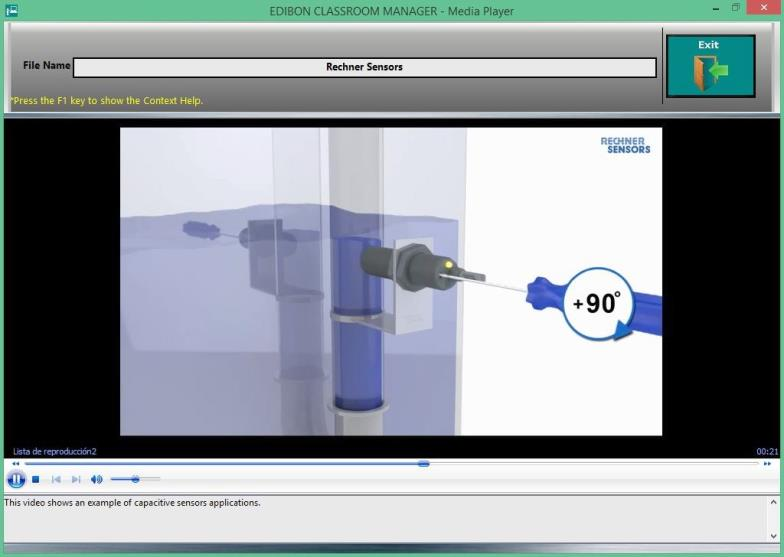 EDIBON CLASSROOM MANAGER - Media Player
Exit
File Name
Rechner Sensors
*Press the F1 key to show the Context Help.
RECHNER
SENSORS
+90°
Lista de reproducción2
00:21
This video shows an example of capacitive sensors applications.